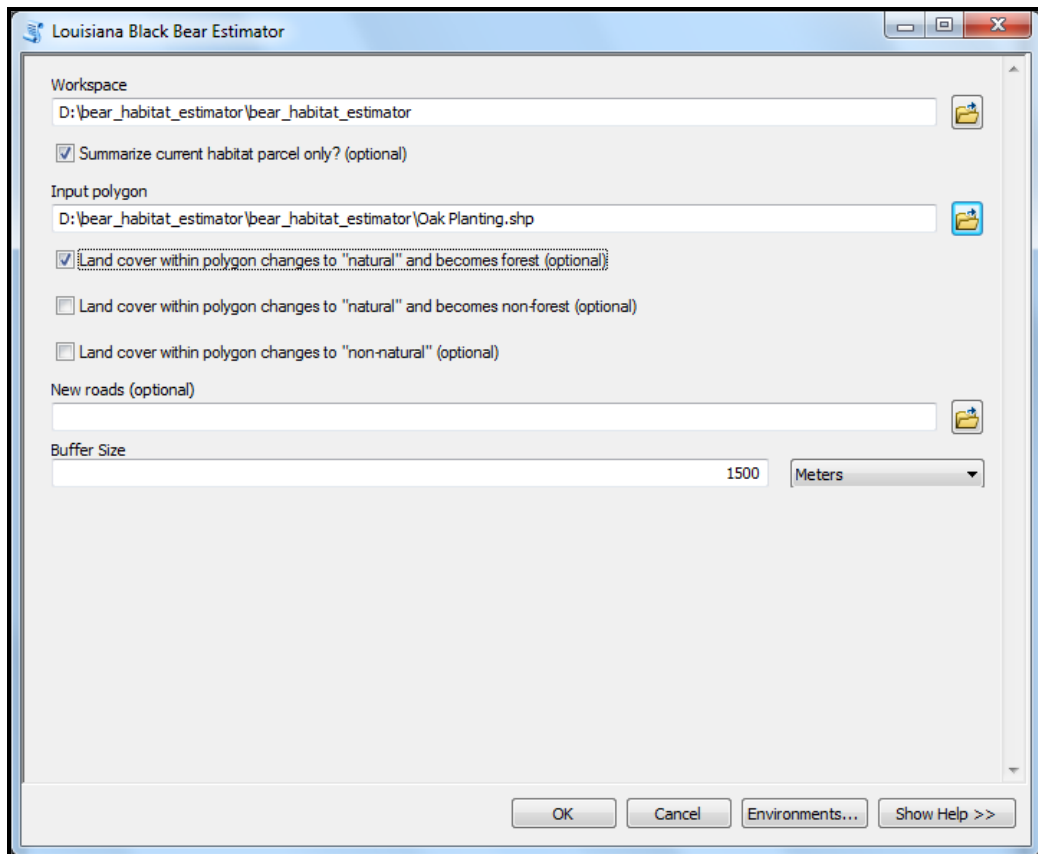 Louisiana Black Bear Estimator
Workspace
D:\bear_habitat_estimator\bear_habitat_estimator
Summarize current habitat parcel only? (optional)
Input polygon
D:\bear_habitat_estimator\bear_habitat_estimator\Oak Planting.shp
Land cover within polygon changes to "natural" and becomes forest (optional)
Land cover within polygon changes to "natural" and becomes non-forest (optional)
Land cover within polygon changes to "non-natural" (optional)
New roads (optional)
Buffer Size
1500 Meters
OK Cancel Environments... Show Help >>